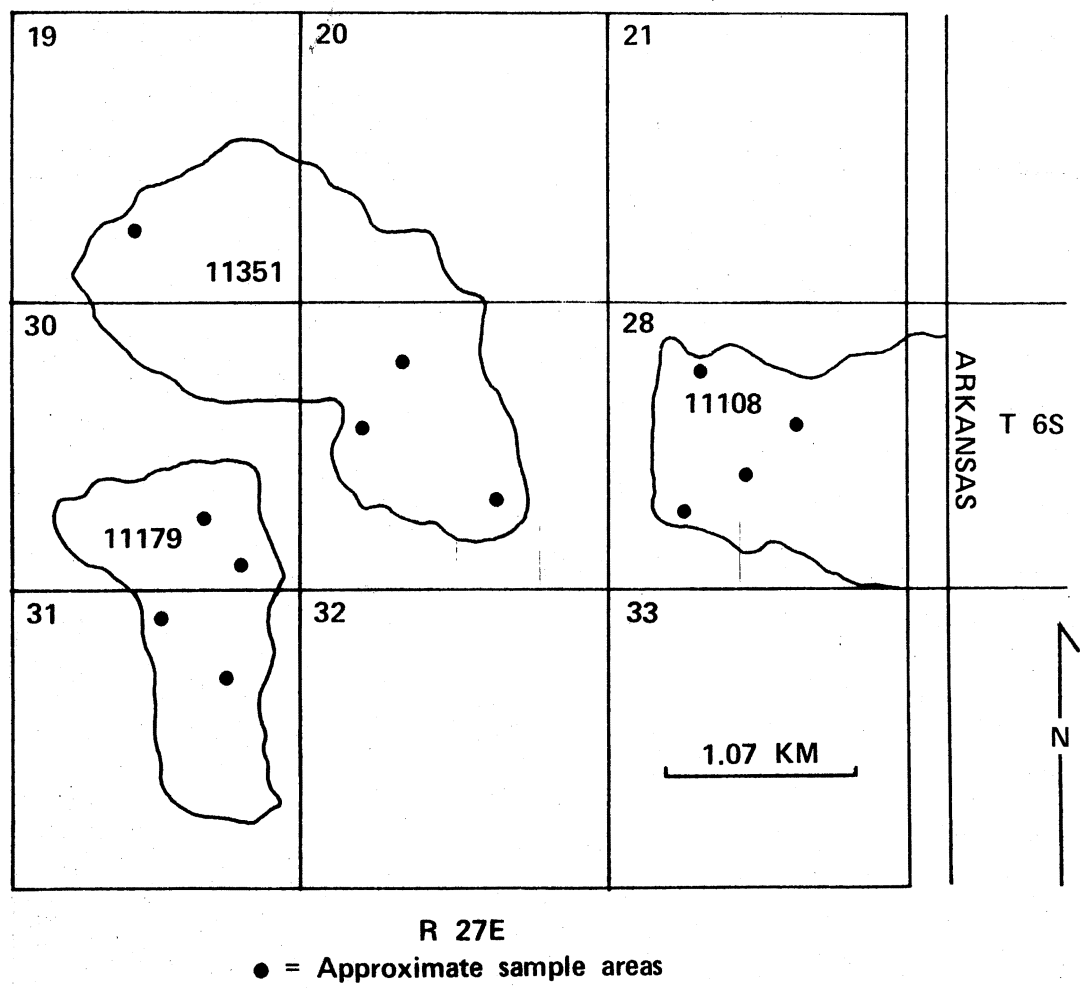 19
20
21
11351
30
28
11108
ARKANSAS
T 6S
11179
31
32
33
1.07 KM
N
R 27E
● = Approximate sample areas